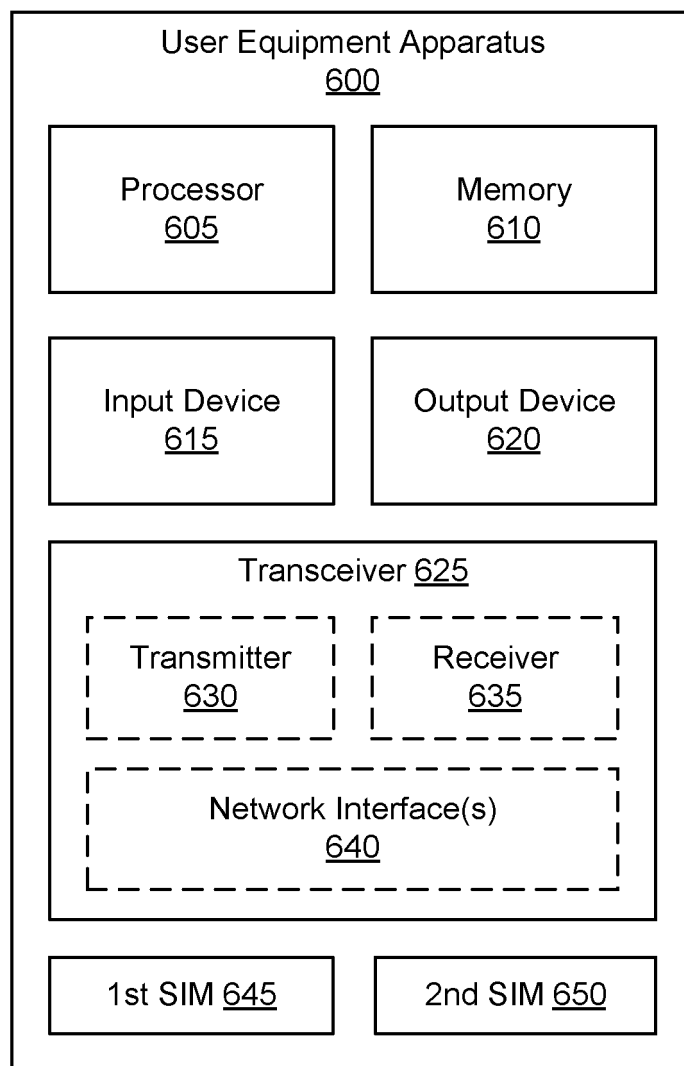 User Equipment Apparatus
600
Processor
605
Memory
610
Input Device
615
Output Device
620
Transceiver 625
Transmitter
630
Receiver
635
Network Interface(s)
640
1st SIM 645
2nd SIM 650